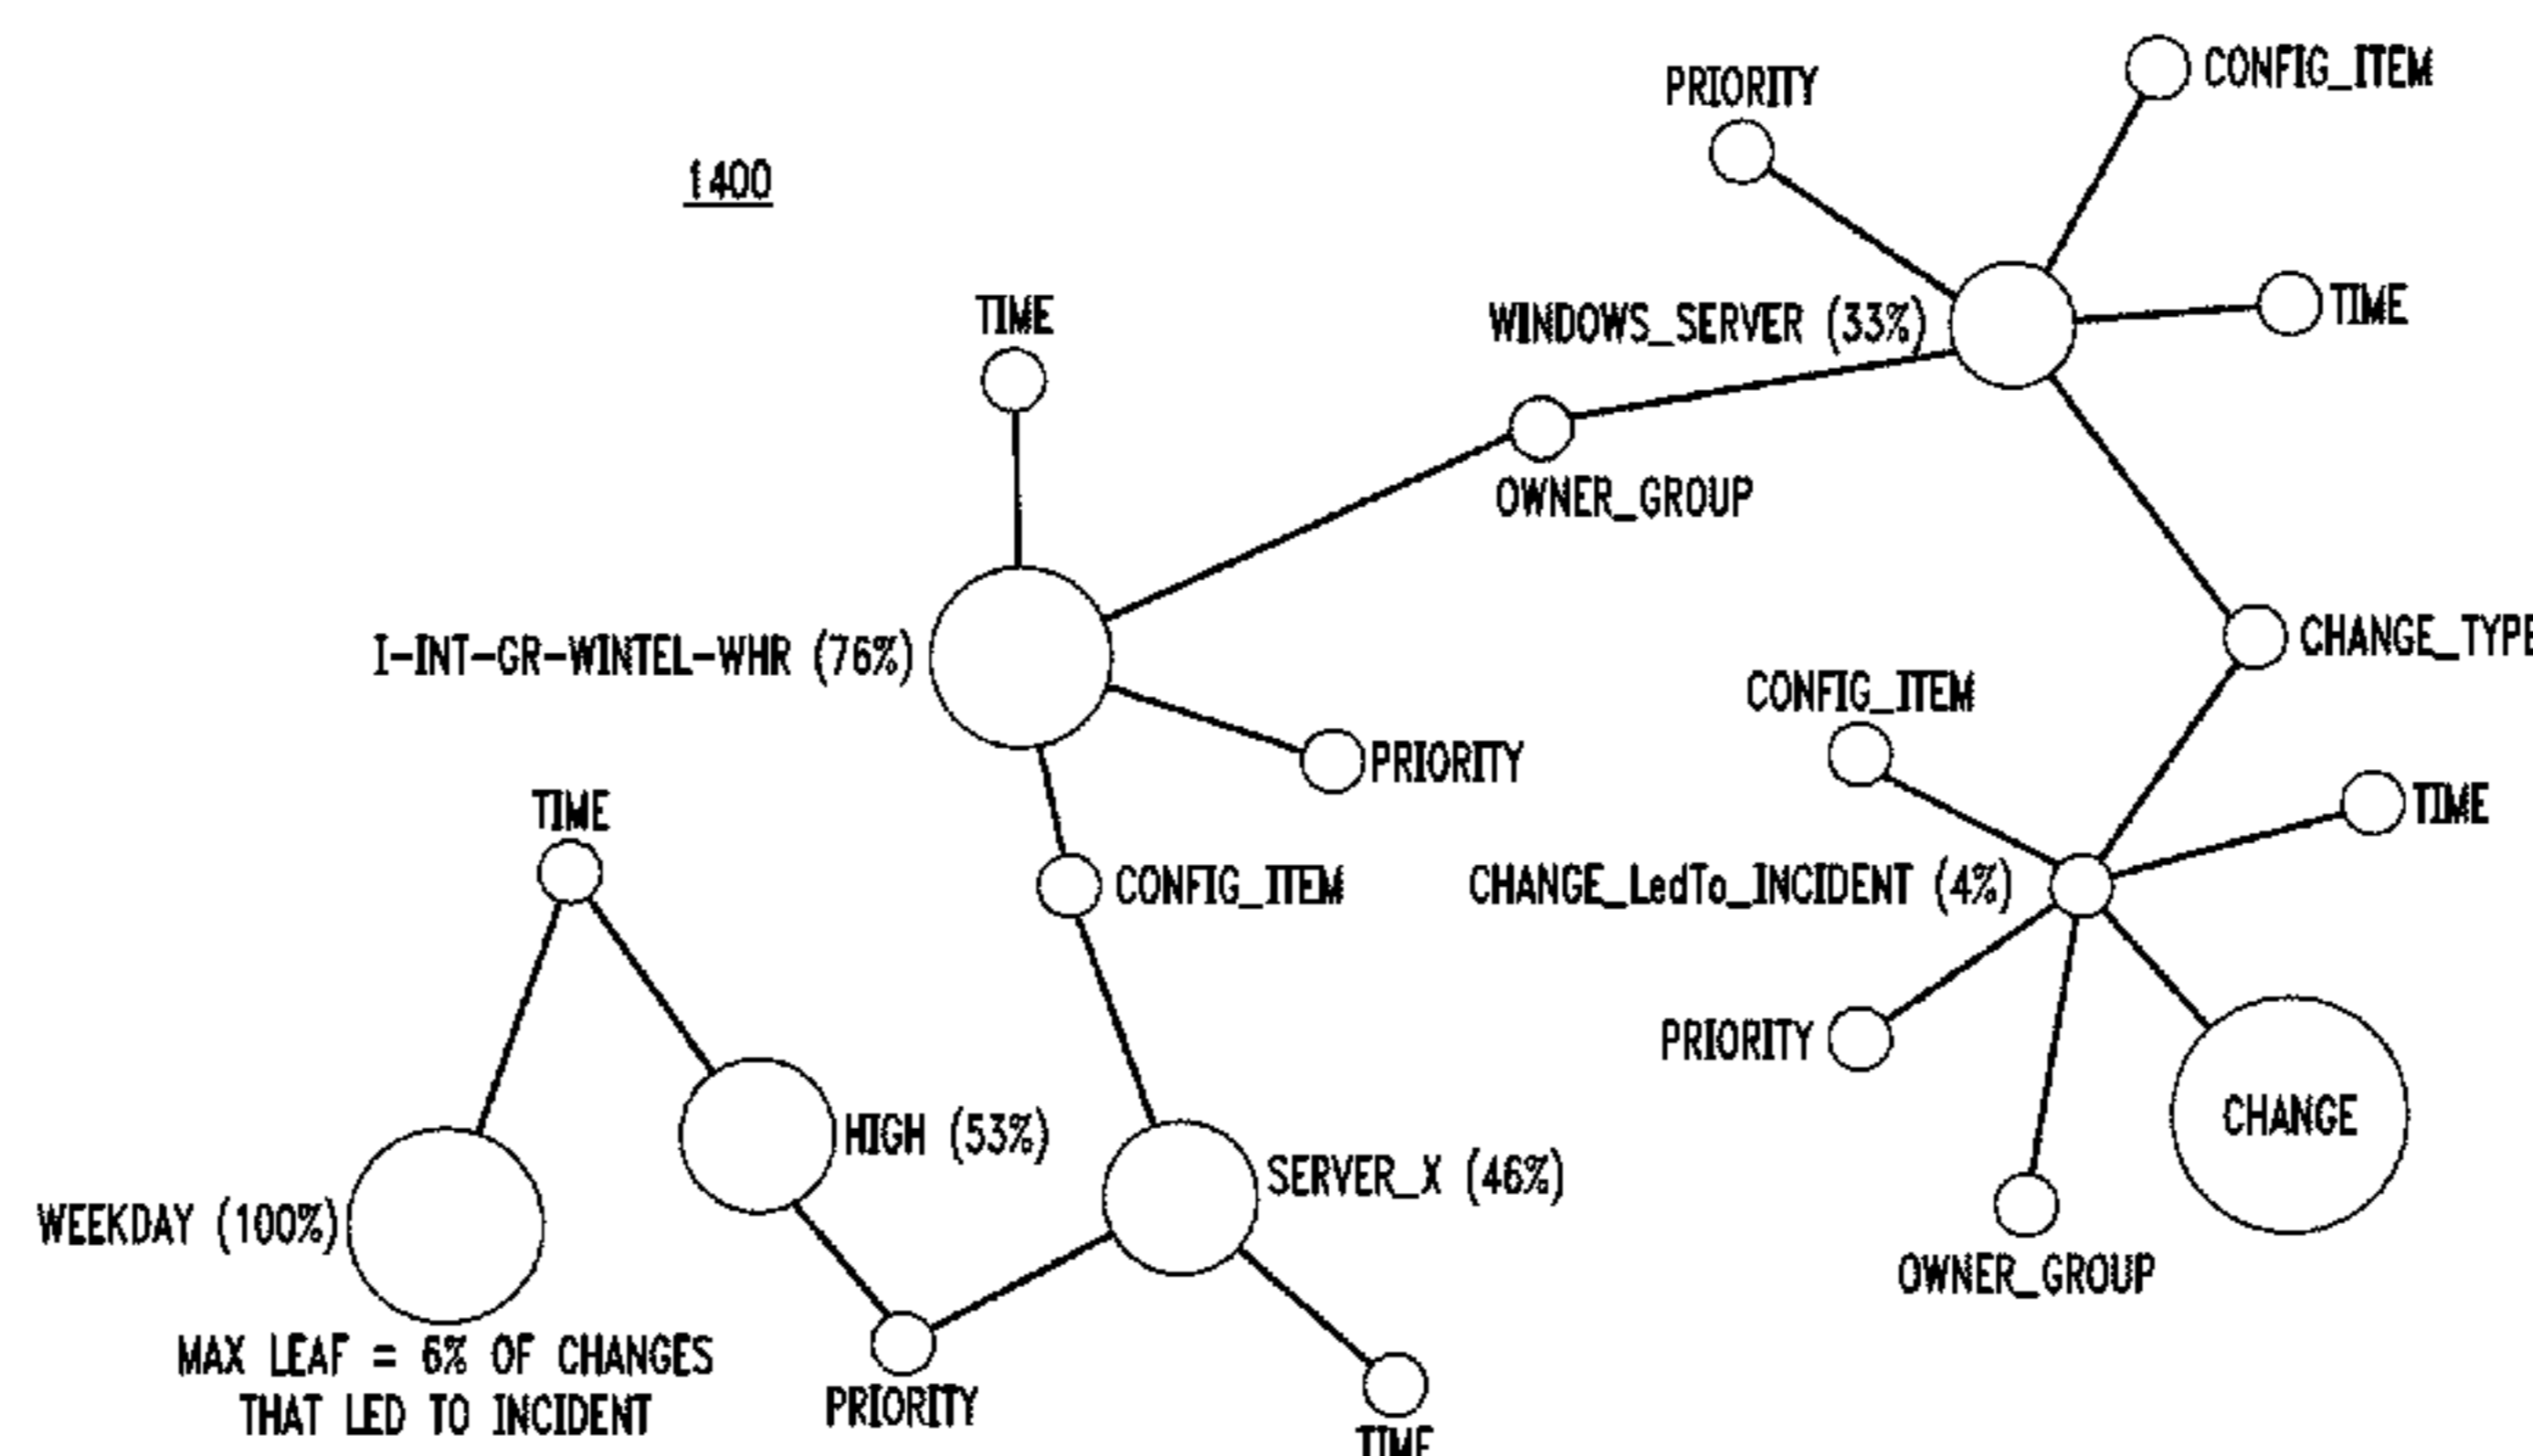 1400
PRIORITY
CONFIG_ITEM
TIME
WINDOWS_SERVER (33%)
TIME
OWNER_GROUP
I-INT-GR-WINTEL-WHR (76%)
CHANGE_TYPE
CONFIG_ITEM
PRIORITY
TIME
TIME
CONFIG_ITEM
CHANGE_LedTo_INCIDENT (4%)
PRIORITY
HIGH (53%)
CHANGE
SERVER_X (46%)
WEEKDAY (100%)
OWNER_GROUP
MAX LEAF = 6% OF CHANGES
THAT LED TO INCIDENT
PRIORITY
TIME